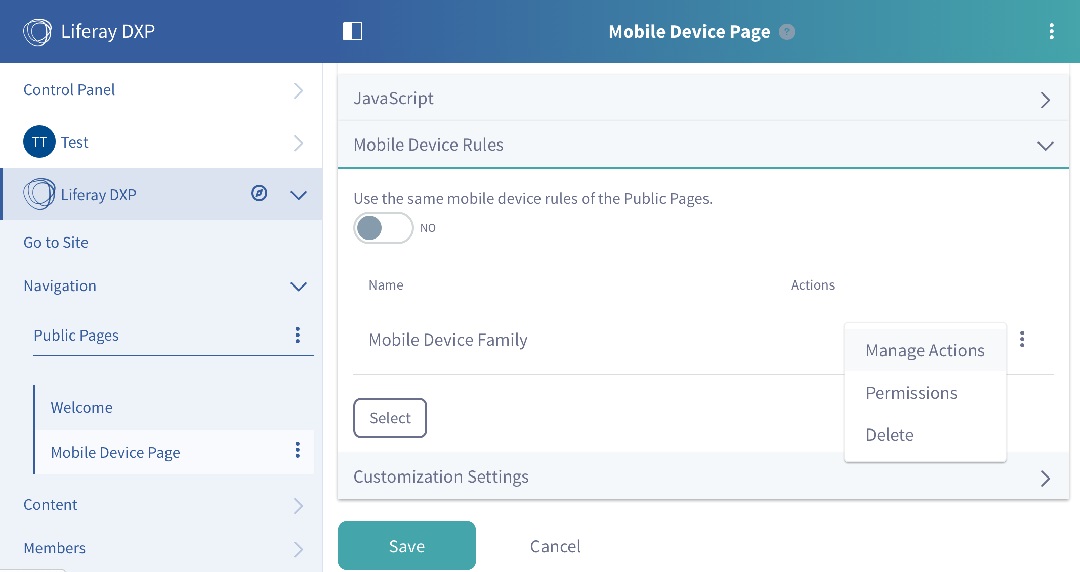 Liferay DXP
Mobile Device Page ?
Control Panel
TT Test
Liferay DXP
Go to Site
Navigation
Public Pages
Welcome
Mobile Device Page
Content
Members
JavaScript
Mobile Device Rules
Use the same mobile device rules of the Public Pages.
NO
Name Actions
Mobile Device Family
Manage Actions
Permissions
Delete
Select
Customization Settings
Save Cancel